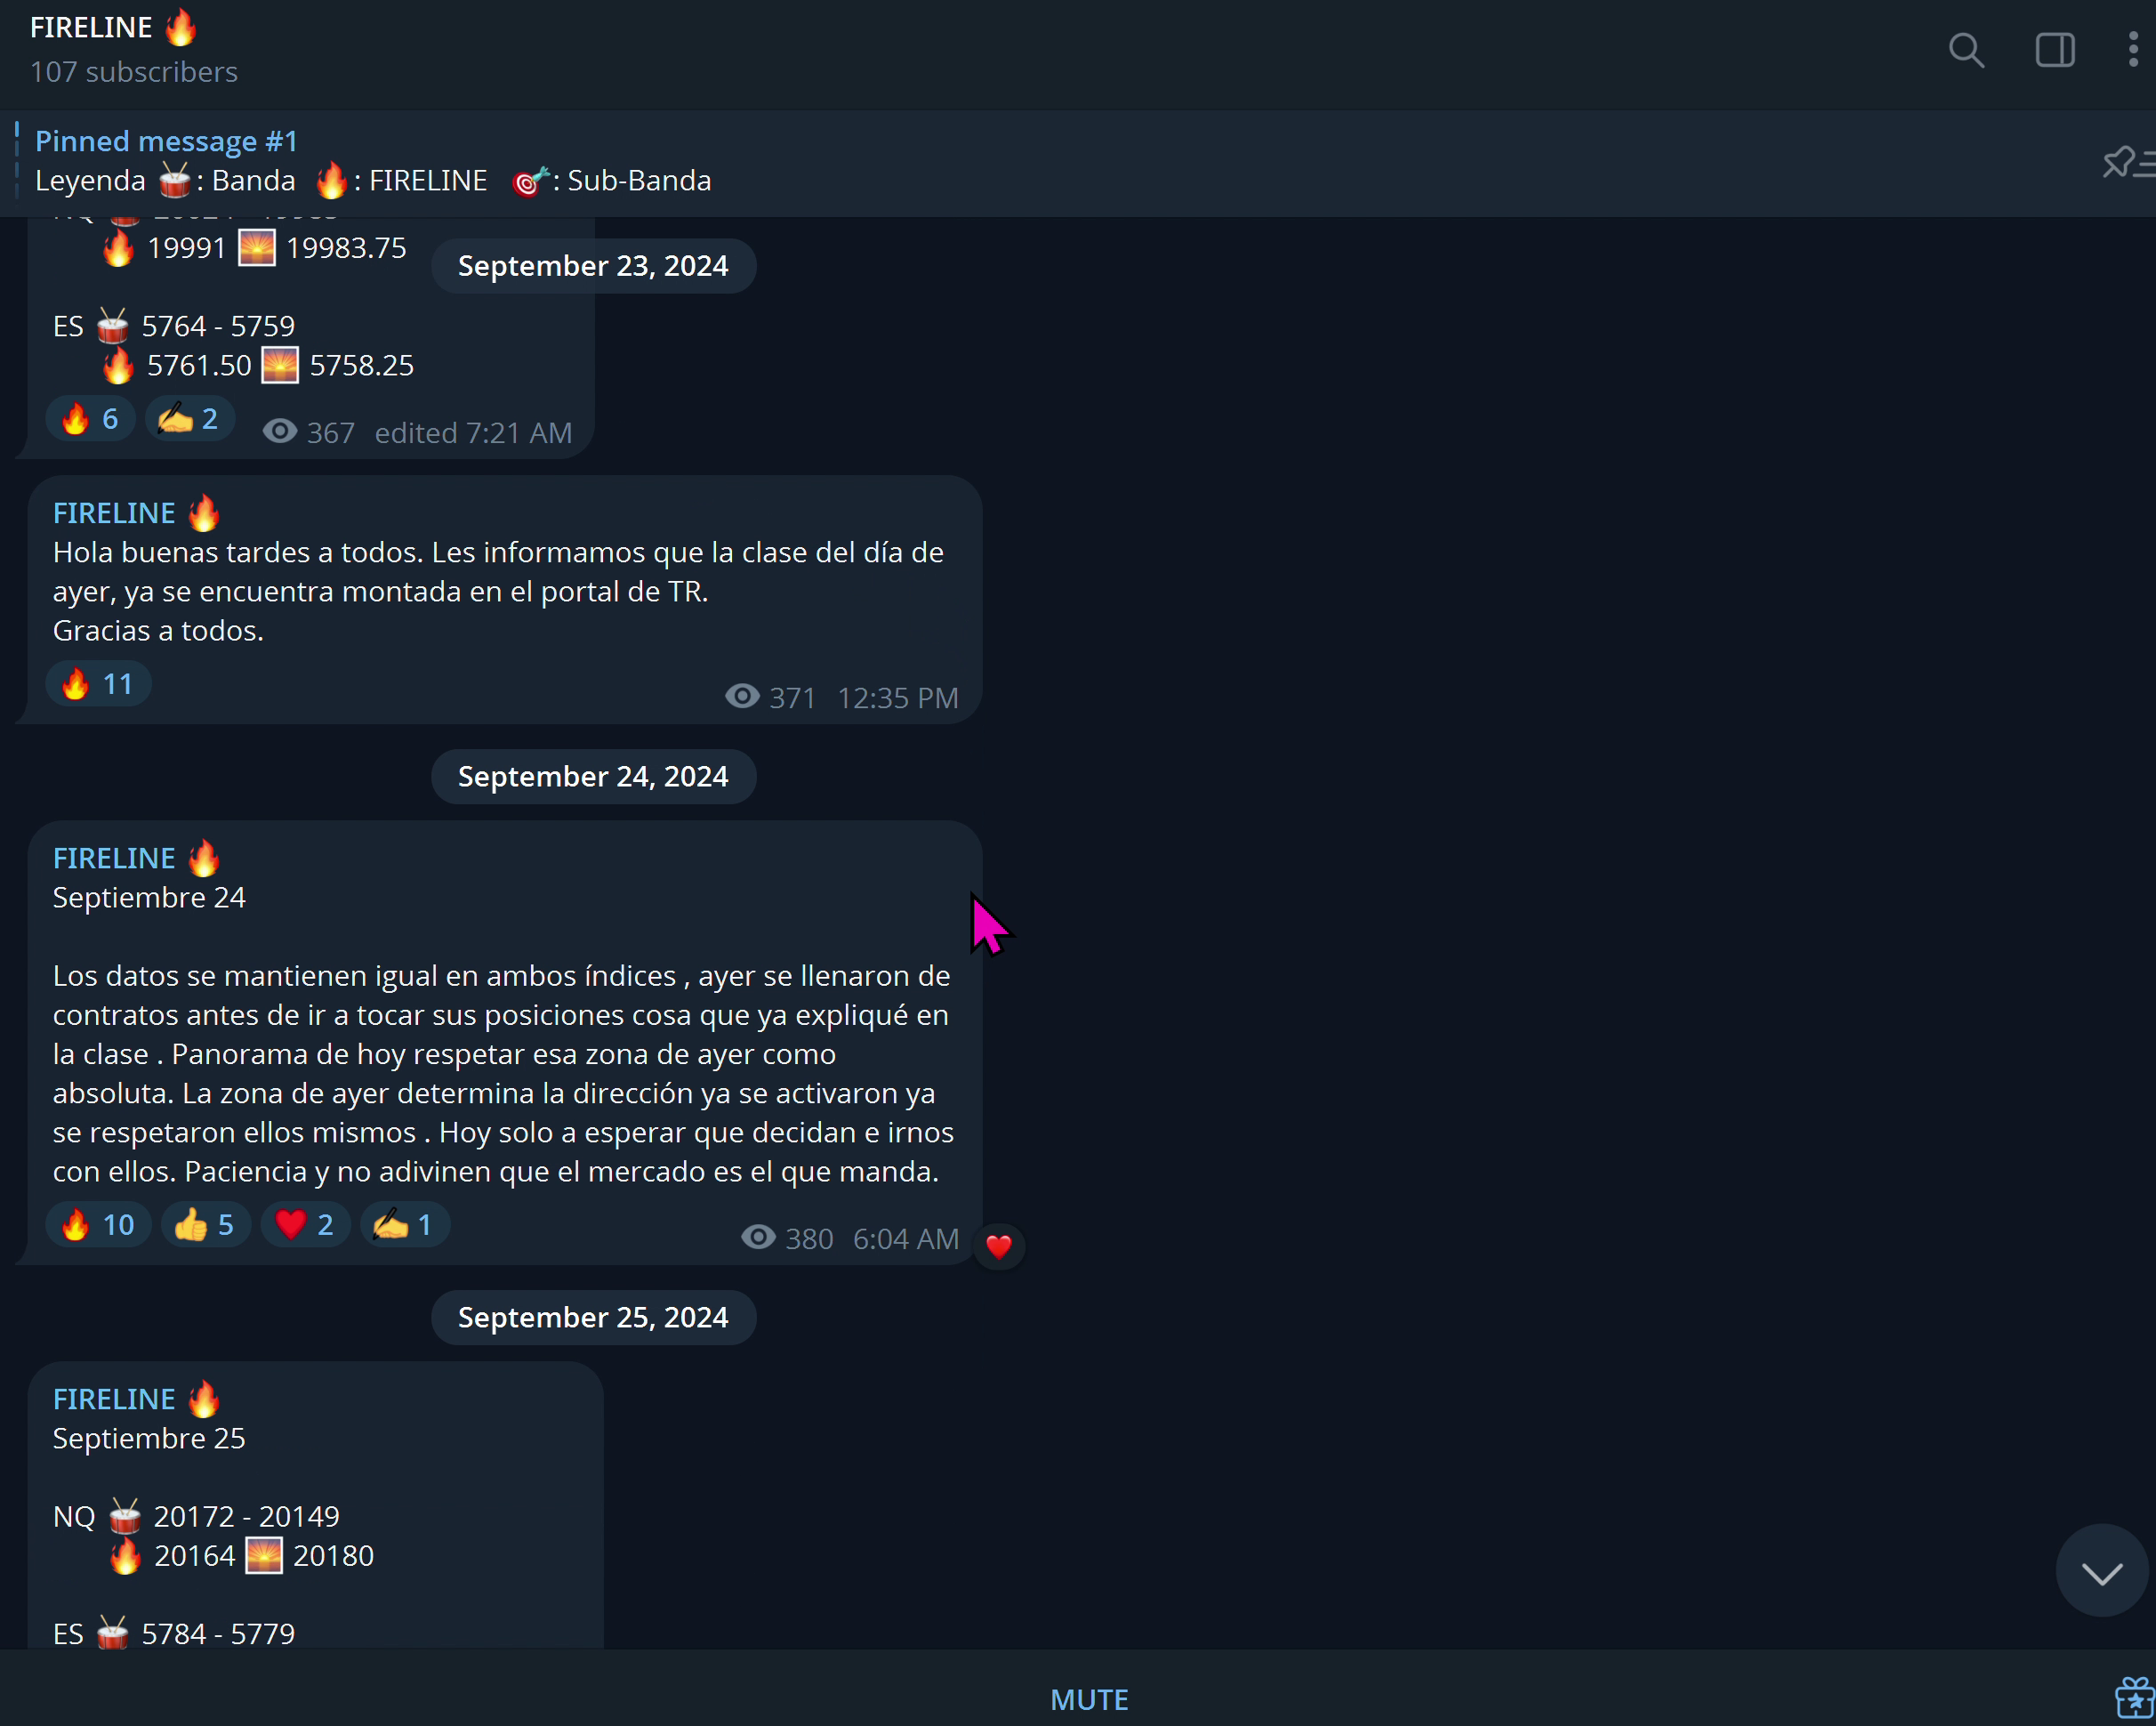 FIRELINE 🔥
107 subscribers
Pinned message #1
Leyenda 🥁: Banda 🔥: FIRELINE 🎯: Sub-Banda
🔥 19991 🌅 19983.75
September 23, 2024
ES 🥁 5764 - 5759
🔥 5761.50 🌅 5758.25
🔥 6 ✍️ 2 367 edited 7:21 AM
FIRELINE 🔥
Hola buenas tardes a todos. Les informamos que la clase del día de
ayer, ya se encuentra montada en el portal de TR.
Gracias a todos.
🔥 11 371 12:35 PM
September 24, 2024
FIRELINE 🔥
Septiembre 24
Los datos se mantienen igual en ambos índices , ayer se llenaron de
contratos antes de ir a tocar sus posiciones cosa que ya expliqué en
la clase . Panorama de hoy respetar esa zona de ayer como
absoluta. La zona de ayer determina la dirección ya se activaron ya
se respetaron ellos mismos . Hoy solo a esperar que decidan e irnos
con ellos. Paciencia y no adivinen que el mercado es el que manda.
🔥 10 👍 5 ❤️ 2 ✍️ 1 380 6:04 AM
September 25, 2024
FIRELINE 🔥
Septiembre 25
NQ 🥁 20172 - 20149
🔥 20164 🌅 20180
ES 🥁 5784 - 5779
MUTE